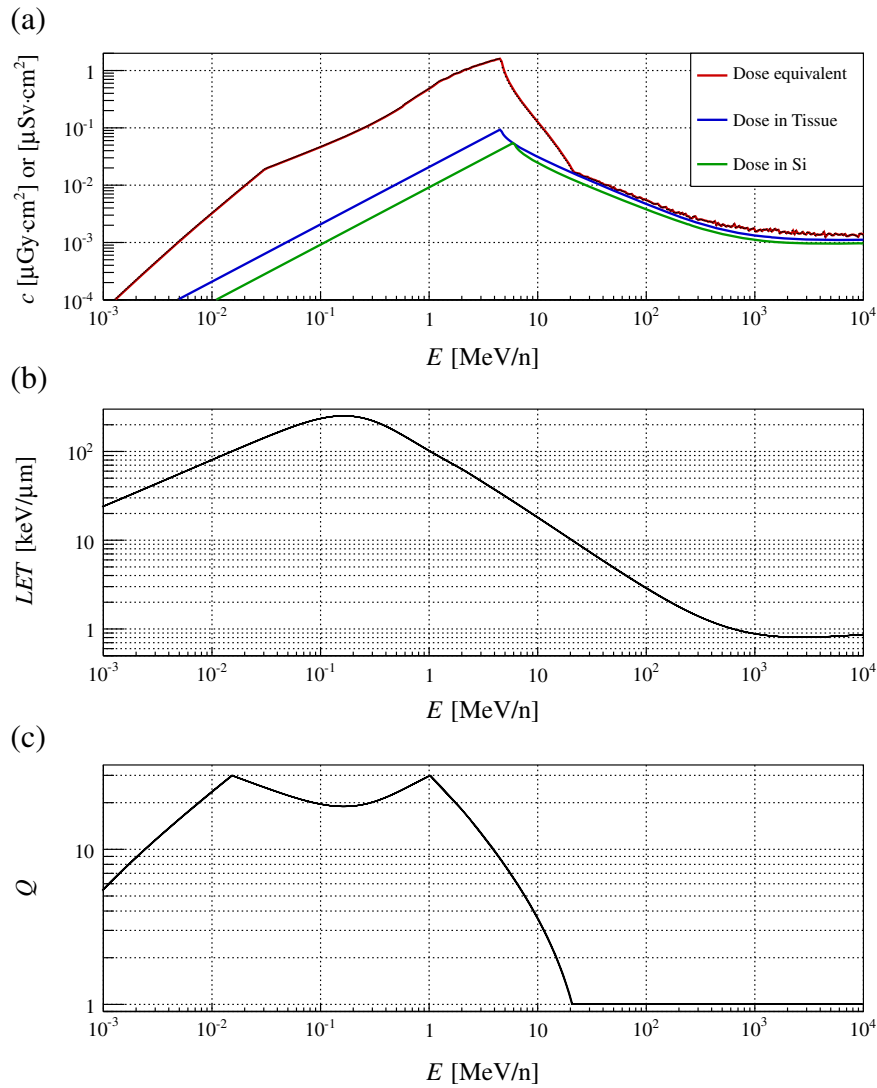 (a)
c [μGy·cm²] or [μSv·cm²]
1
10⁻¹
10⁻²
10⁻³
10⁻⁴
Dose equivalent
Dose in Tissue
Dose in Si
10⁻³ 10⁻² 10⁻¹ 1 10 10² 10³ 10⁴
E [MeV/n]
(b)
LET [keV/μm]
10²
10
1
10⁻³ 10⁻² 10⁻¹ 1 10 10² 10³ 10⁴
E [MeV/n]
(c)
Q
10
1
10⁻³ 10⁻² 10⁻¹ 1 10 10² 10³ 10⁴
E [MeV/n]